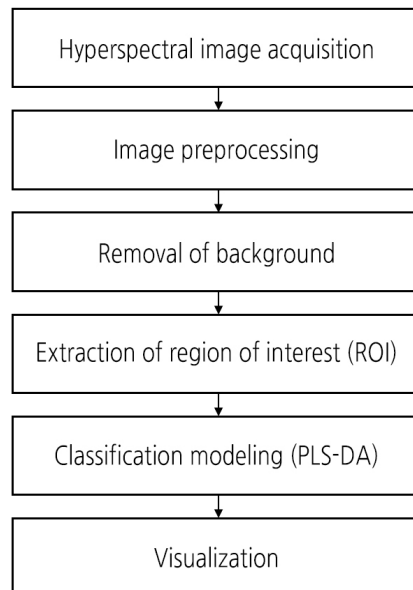 Hyperspectral image acquisition
Image preprocessing
Removal of background
Extraction of region of interest (ROI)
Classification modeling (PLS-DA)
Visualization